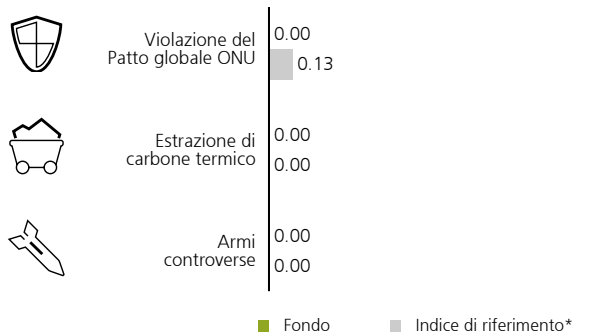 Violazione del
Patto globale ONU
0.00
0.13
Estrazione di
carbone termico
0.00
0.00
Armi
controverse
0.00
0.00
Fondo
Indice di riferimento*